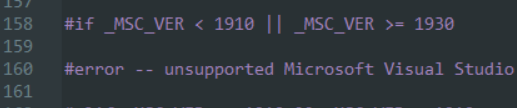 158 #if _MSC_VER < 1910 || _MSC_VER >= 1930
159
160 #error -- unsupported Microsoft Visual Studio
161